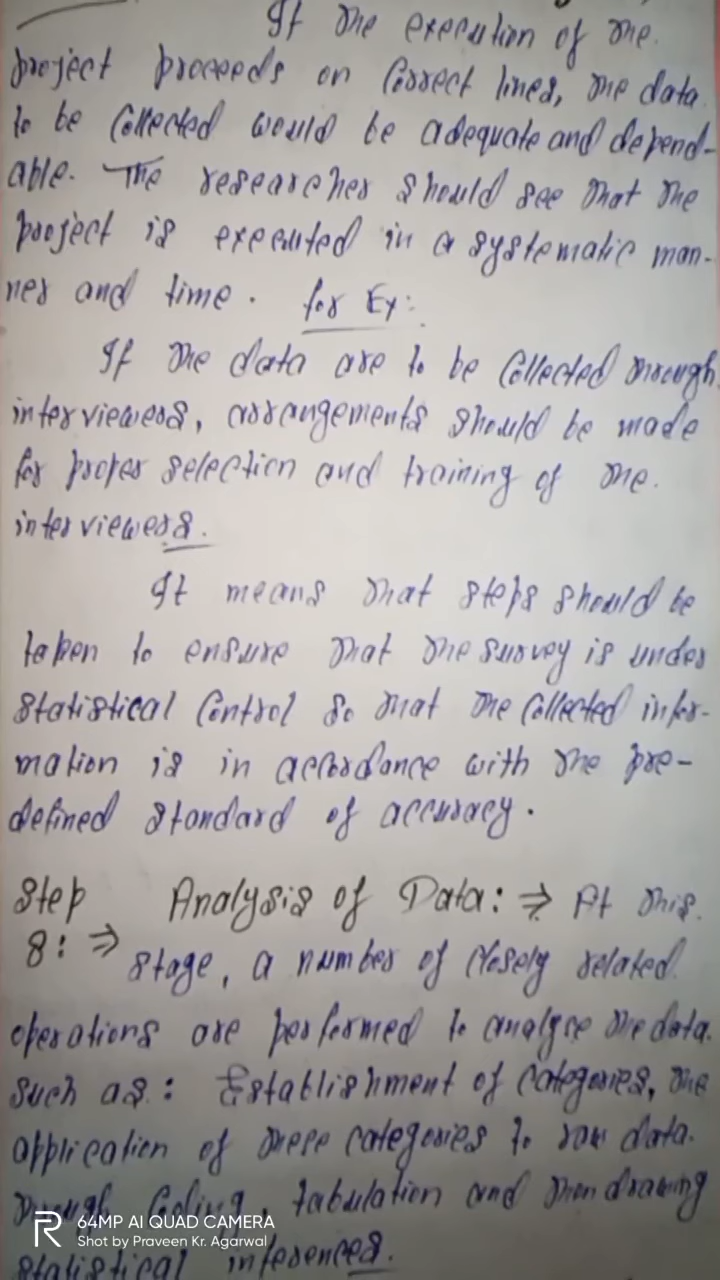 If the execution of the
project proceeds on correct lines, the data
to be collected would be adequate and depend-
able. The researcher should see that the
project is executed in a systematic man-
ner and time. for Ex:
If the data are to be collected through
interviewers, arrangements should be made
for proper selection and training of the
interviewers.
It means that steps should be
taken to ensure that the survey is under
statistical control so that the collected infor-
mation is in accordance with the pre-
defined standard of accuracy.
Step Analysis of Data: ⇒ At this
8: ⇒ stage, a number of closely related
operations are performed to analyse the data.
such as: Establishment of categories, the
application of these categories to raw data
through coding, tabulation and then drawing
statistical inferences.
64MP AI QUAD CAMERA
Shot by Praveen Kr. Agarwal